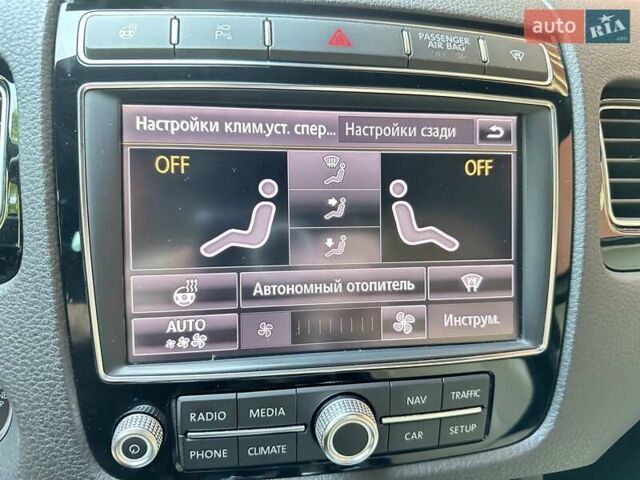 auto RIA
.com
PASSENGER
AIR BAG
Настройки клим.уст. спер... Настройки сзади
OFF OFF
Автономный отопитель
AUTO Инструм.
RADIO MEDIA NAV TRAFFIC
PHONE CLIMATE CAR SETUP